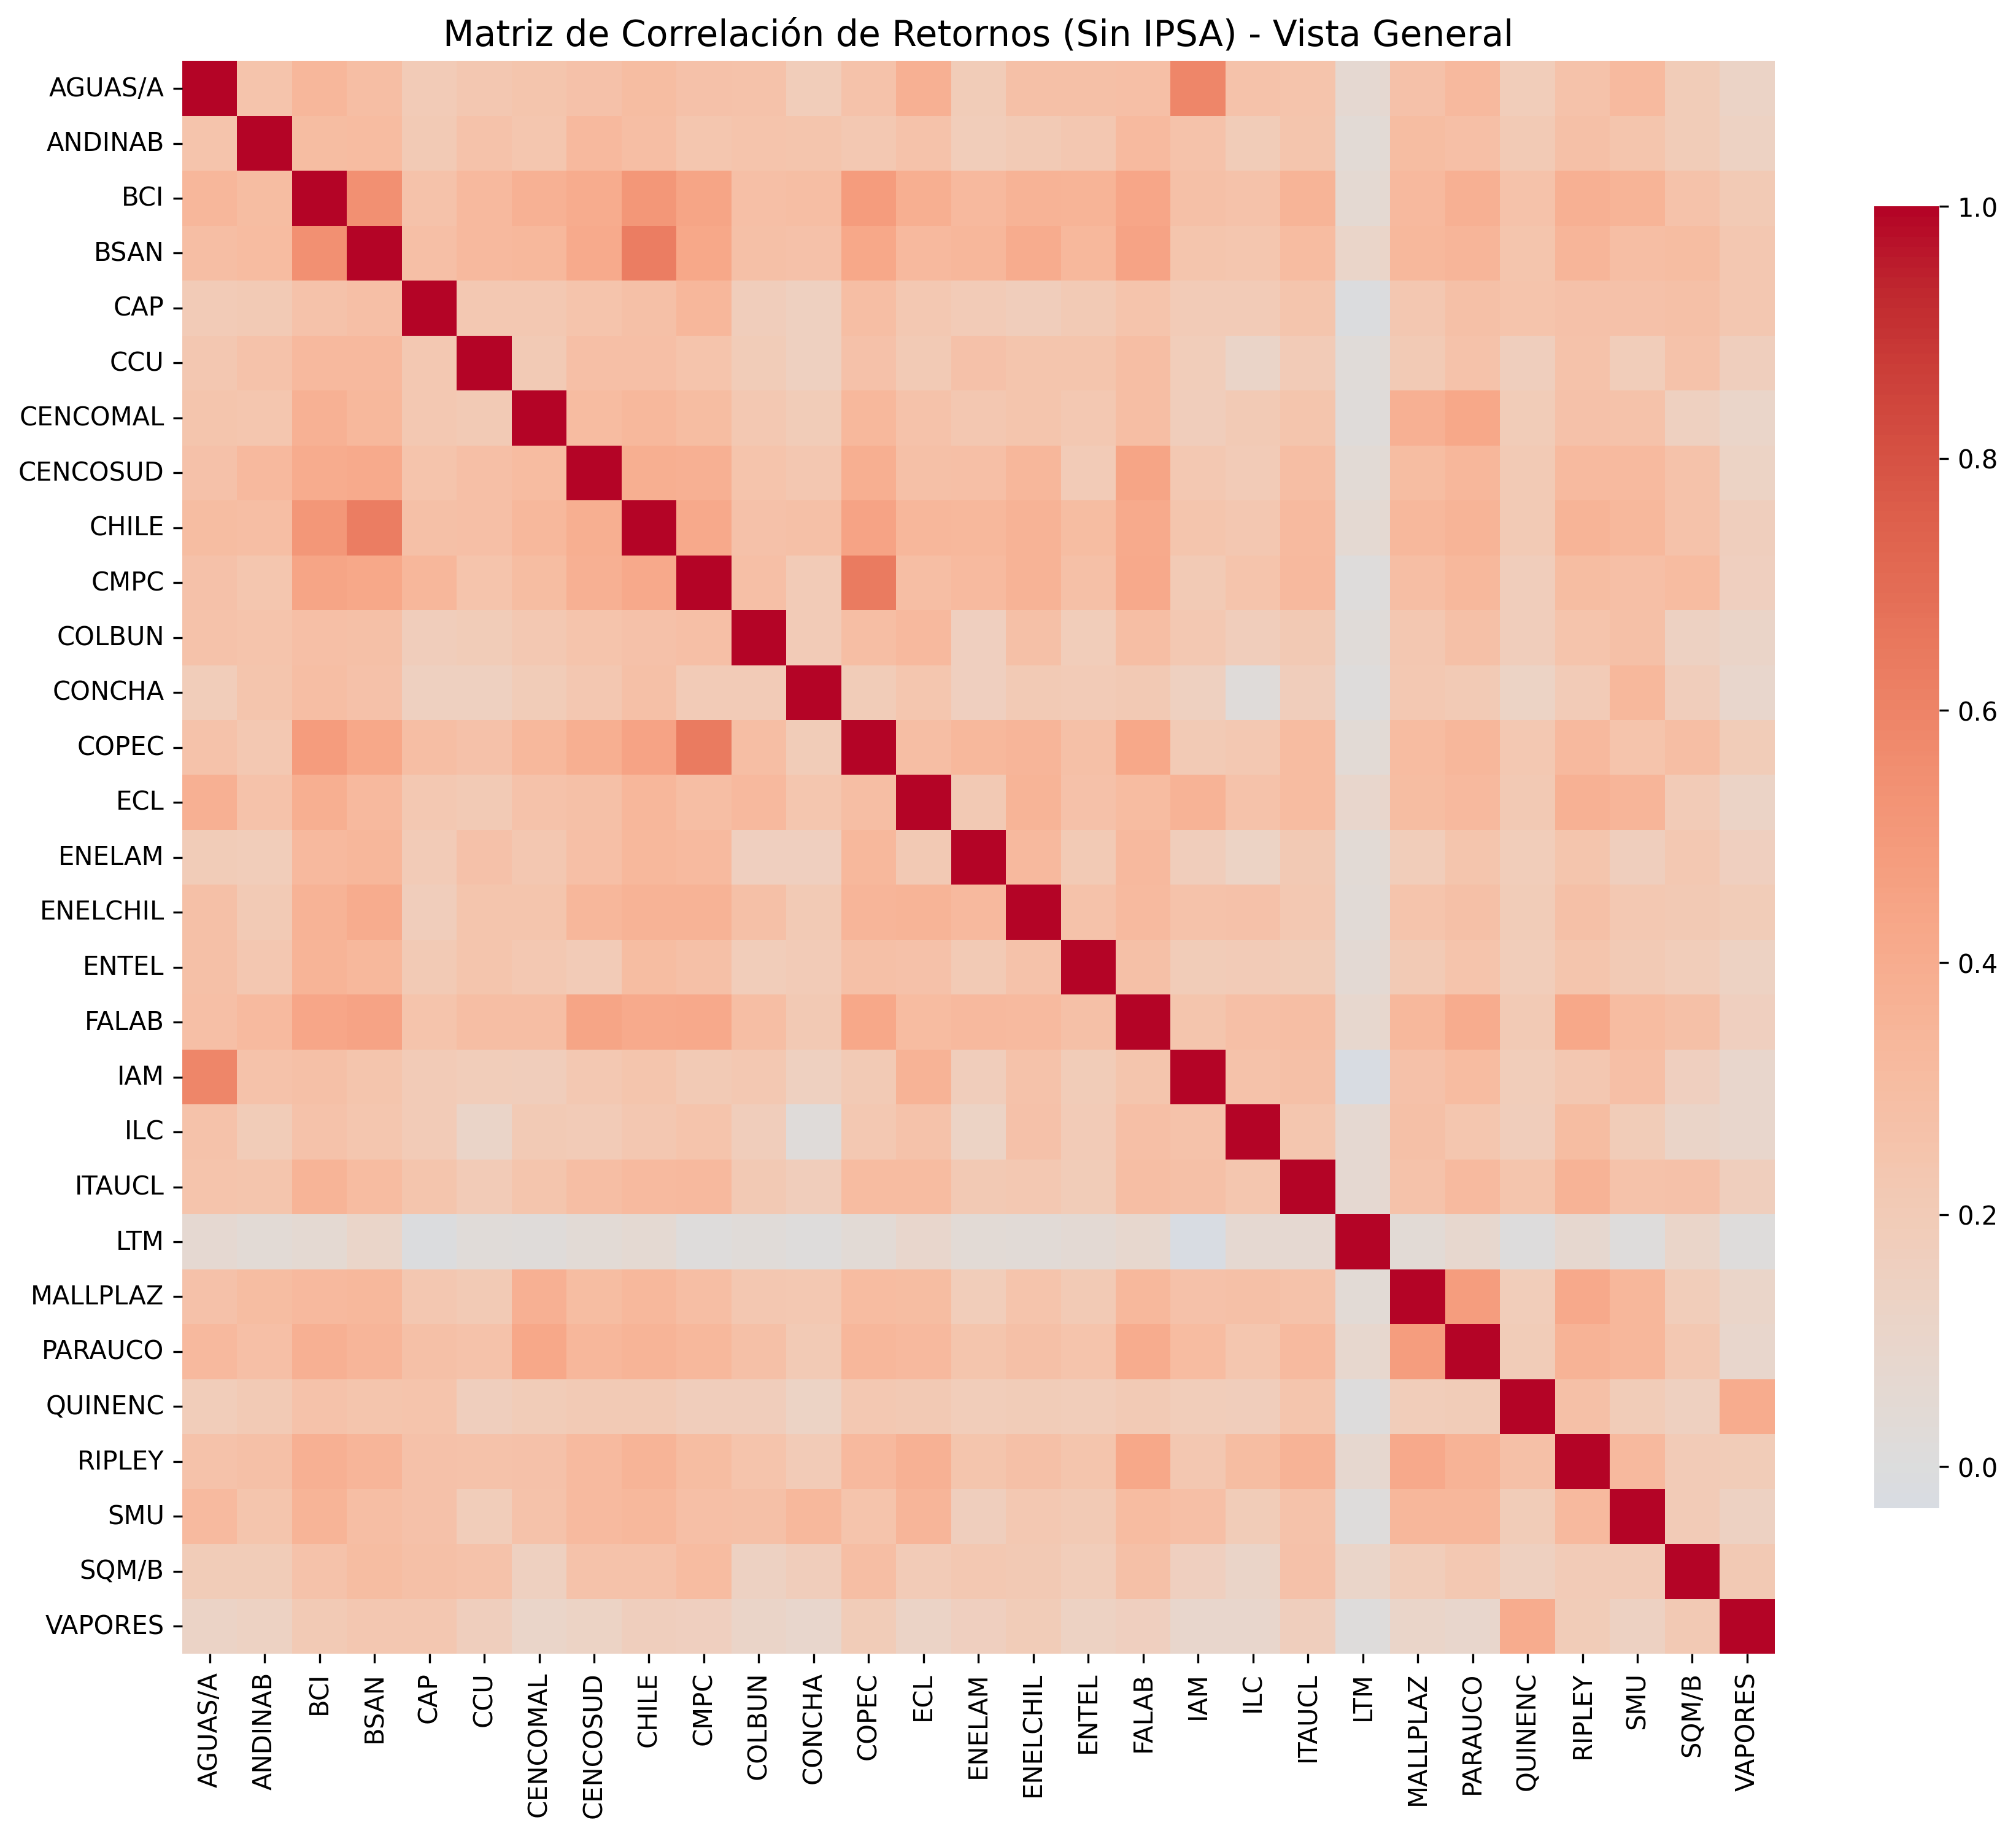 Matriz de Correlación de Retornos (Sin IPSA) - Vista General
AGUAS/A
ANDINAB
BCI
BSAN
CAP
CCU
CENCOMAL
CENCOSUD
CHILE
CMPC
COLBUN
CONCHA
COPEC
ECL
ENELAM
ENELCHIL
ENTEL
FALAB
IAM
ILC
ITAUCL
LTM
MALLPLAZ
PARAUCO
QUINENC
RIPLEY
SMU
SQM/B
VAPORES
AGUAS/A
ANDINAB
BCI
BSAN
CAP
CCU
CENCOMAL
CENCOSUD
CHILE
CMPC
COLBUN
CONCHA
COPEC
ECL
ENELAM
ENELCHIL
ENTEL
FALAB
IAM
ILC
ITAUCL
LTM
MALLPLAZ
PARAUCO
QUINENC
RIPLEY
SMU
SQM/B
VAPORES
1.0
0.8
0.6
0.4
0.2
0.0